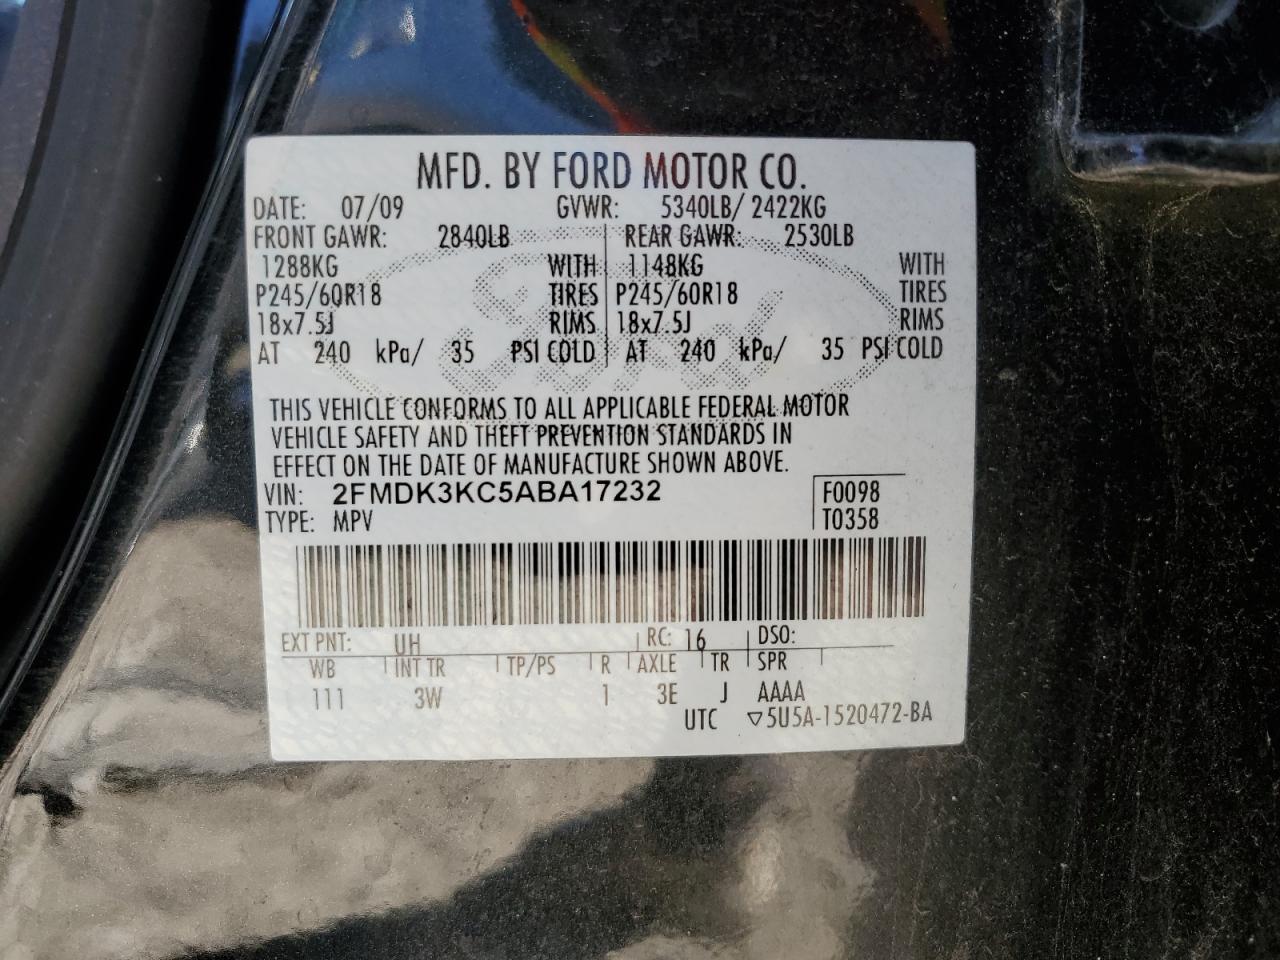 MFD. BY FORD MOTOR CO.
DATE: 07/09 GVWR: 5340LB/ 2422KG
FRONT GAWR: 2840LB REAR GAWR: 2530LB
1288KG WITH 1148KG WITH
P245/60R18 TIRES P245/60R18 TIRES
18x7.5J RIMS 18x7.5J RIMS
AT 240 kPa/ 35 PSI COLD AT 240 kPa/ 35 PSI COLD
Ford
THIS VEHICLE CONFORMS TO ALL APPLICABLE FEDERAL MOTOR
VEHICLE SAFETY AND THEFT PREVENTION STANDARDS IN
EFFECT ON THE DATE OF MANUFACTURE SHOWN ABOVE.
VIN: 2FMDK3KC5ABA17232 F0098
TYPE: MPV T0358
EXT PNT: UH RC: 16 DSO:
WB INT TR TP/PS R AXLE TR SPR
111 3W 1 3E J AAAA
UTC ▽5U5A-1520472-BA